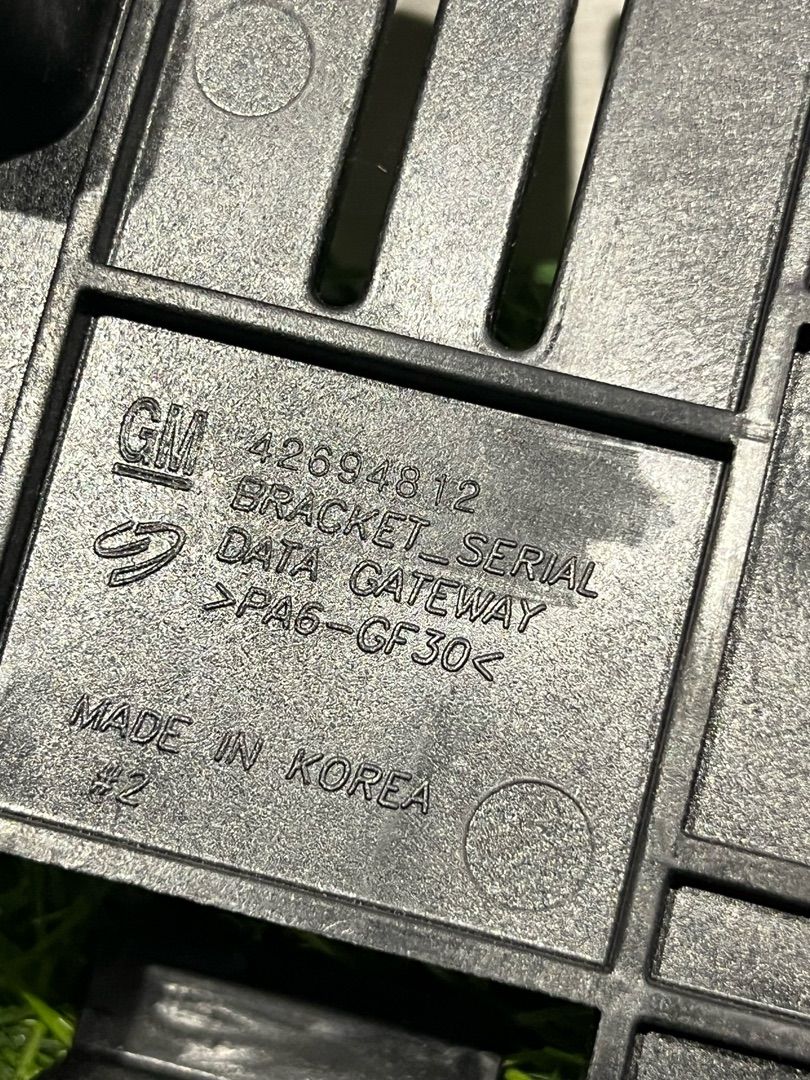 GM 42694812
BRACKET_SERIAL
DATA GATEWAY
>PA6-GF30<
MADE IN KOREA
#2